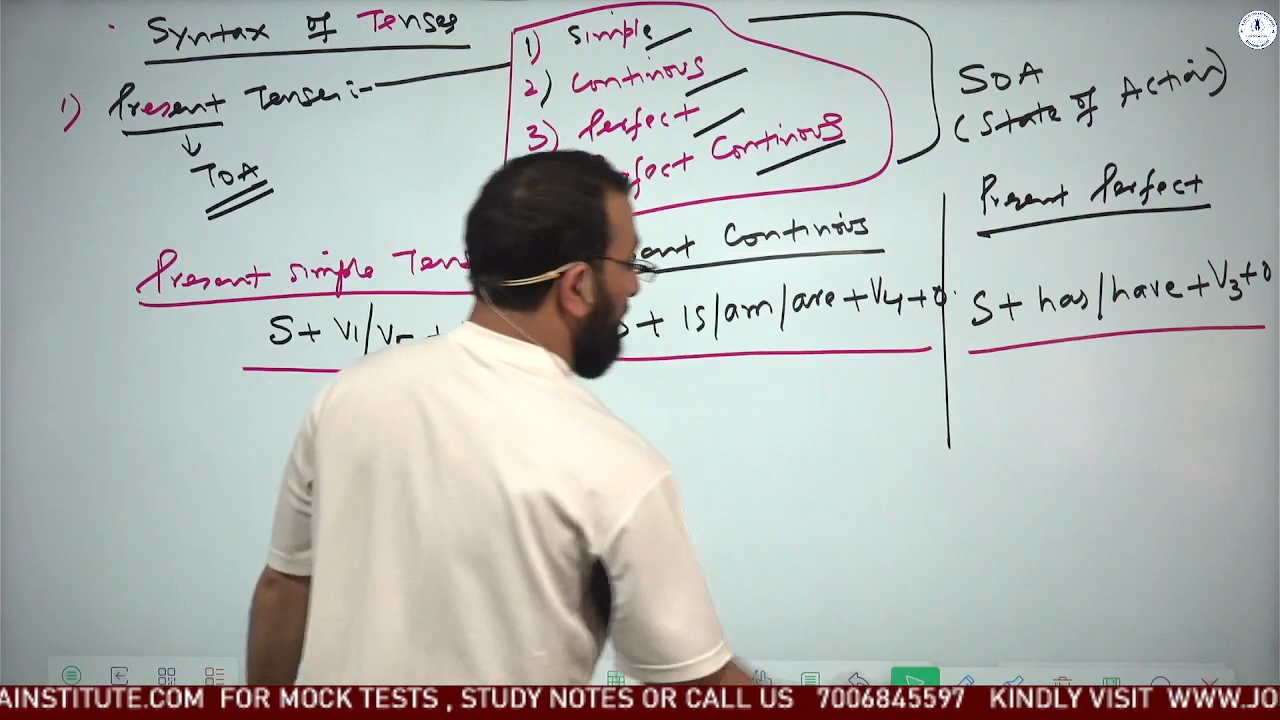 Syntax of Tenses
1) Present Tense :-
↓
TOA
1) Simple
2) Continous
3) Perfect
Continous
SOA
(State of Action)
Present Simple
S+ V1/V5 +
Continous
+ is/am/are + V4 + O.
Present Perfect
S+ has/have + V3 + O
AINSTITUTE.COM FOR MOCK TESTS , STUDY NOTES OR CALL US 7006845597 KINDLY VISIT WWW.JO